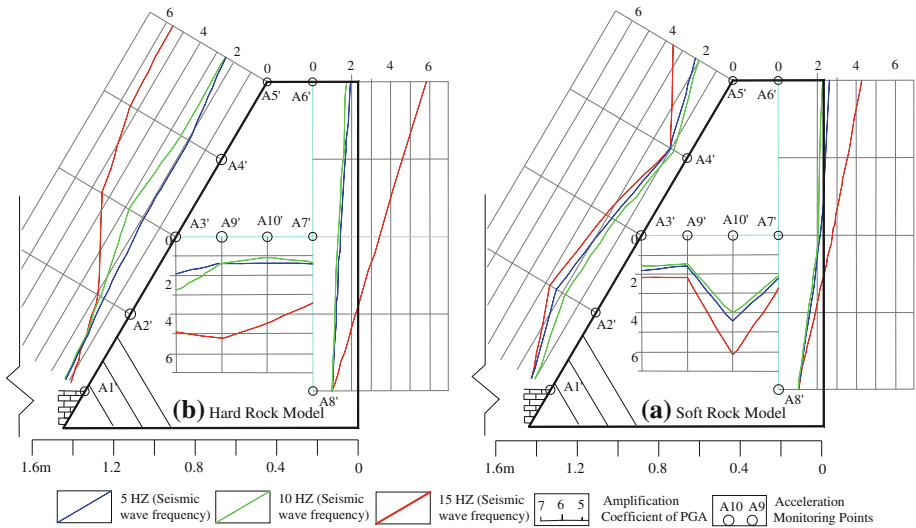 6
4
2
0
0
2
4
6
A5'
A6'
A4'
0
A3'
A9'
A10'
A7'
2
4
6
A2'
A1'
A8'
(b) Hard Rock Model
1.6m
1.2
0.8
0.4
0
6
4
2
0
0
2
4
6
A5'
A6'
A4'
0
A3'
A9'
A10'
A7'
2
4
6
A2'
A1'
A8'
(a) Soft Rock Model
1.6m
1.2
0.8
0.4
0
5 HZ (Seismic
wave frequency)
10 HZ (Seismic
wave frequency)
15 HZ (Seismic
wave frequency)
7 6 5
Amplification
Coefficient of PGA
A10 A9
Acceleration
Monitoring Points